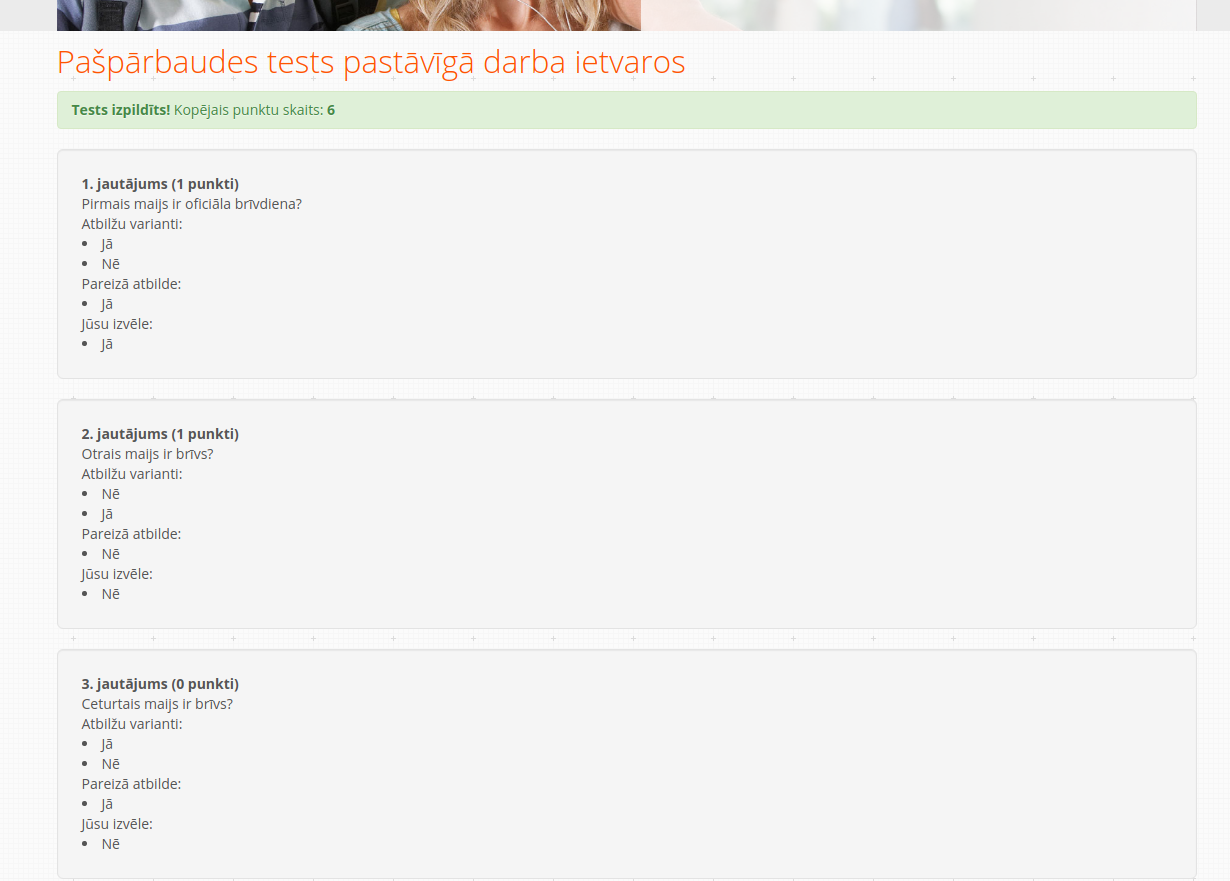 Pašpārbaudes tests pastāvīgā darba ietvaros
Tests izpildīts! Kopējais punktu skaits: 6
1. jautājums (1 punkti)
Pirmais maijs ir oficiāla brīvdiena?
Atbilžu varianti:
• Jā
• Nē
Pareizā atbilde:
• Jā
Jūsu izvēle:
• Jā
2. jautājums (1 punkti)
Otrais maijs ir brīvs?
Atbilžu varianti:
• Nē
• Jā
Pareizā atbilde:
• Nē
Jūsu izvēle:
• Nē
3. jautājums (0 punkti)
Ceturtais maijs ir brīvs?
Atbilžu varianti:
• Jā
• Nē
Pareizā atbilde:
• Jā
Jūsu izvēle:
• Nē